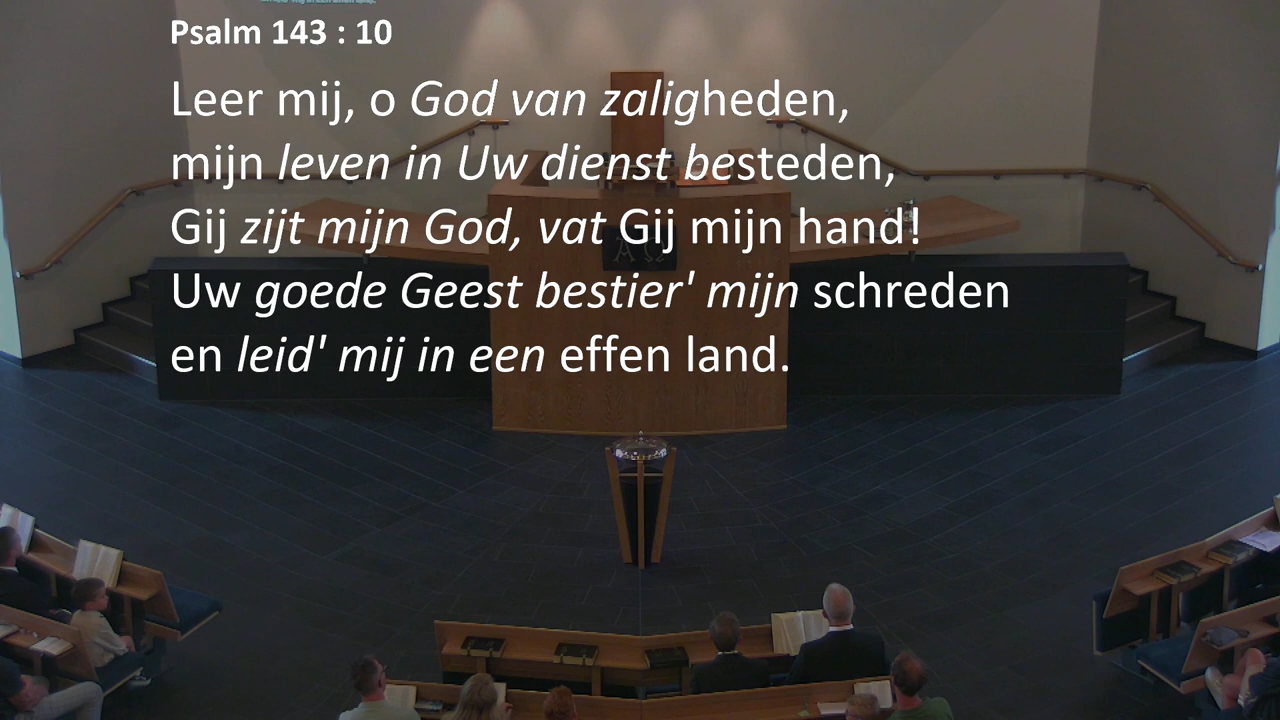 Psalm 143 : 10
Leer mij, o God van zaligheden,
mijn leven in Uw dienst besteden,
Gij zijt mijn God, vat Gij mijn hand!
Uw goede Geest bestier' mijn schreden
en leid' mij in een effen land.
Α Ω